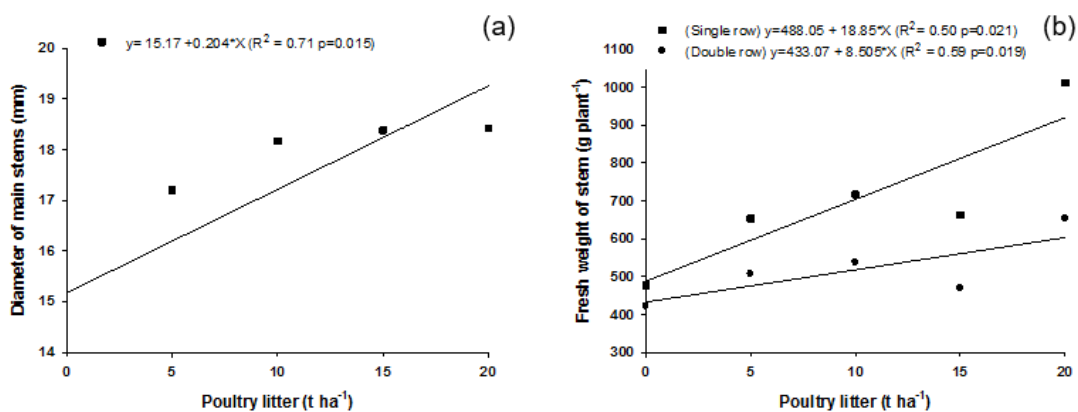 (a)
y= 15.17 +0.204*X (R² = 0.71 p=0.015)
20
19
18
17
16
15
14
Diameter of main stems (mm)
0 5 10 15 20
Poultry litter (t ha⁻¹)
(b)
(Single row) y=488.05 + 18.85*X (R² = 0.50 p=0.021)
(Double row) y=433.07 + 8.505*X (R² = 0.59 p=0.019)
1100
1000
900
800
700
600
500
400
300
Fresh weight of stem (g plant⁻¹)
0 5 10 15 20
Poultry litter (t ha⁻¹)